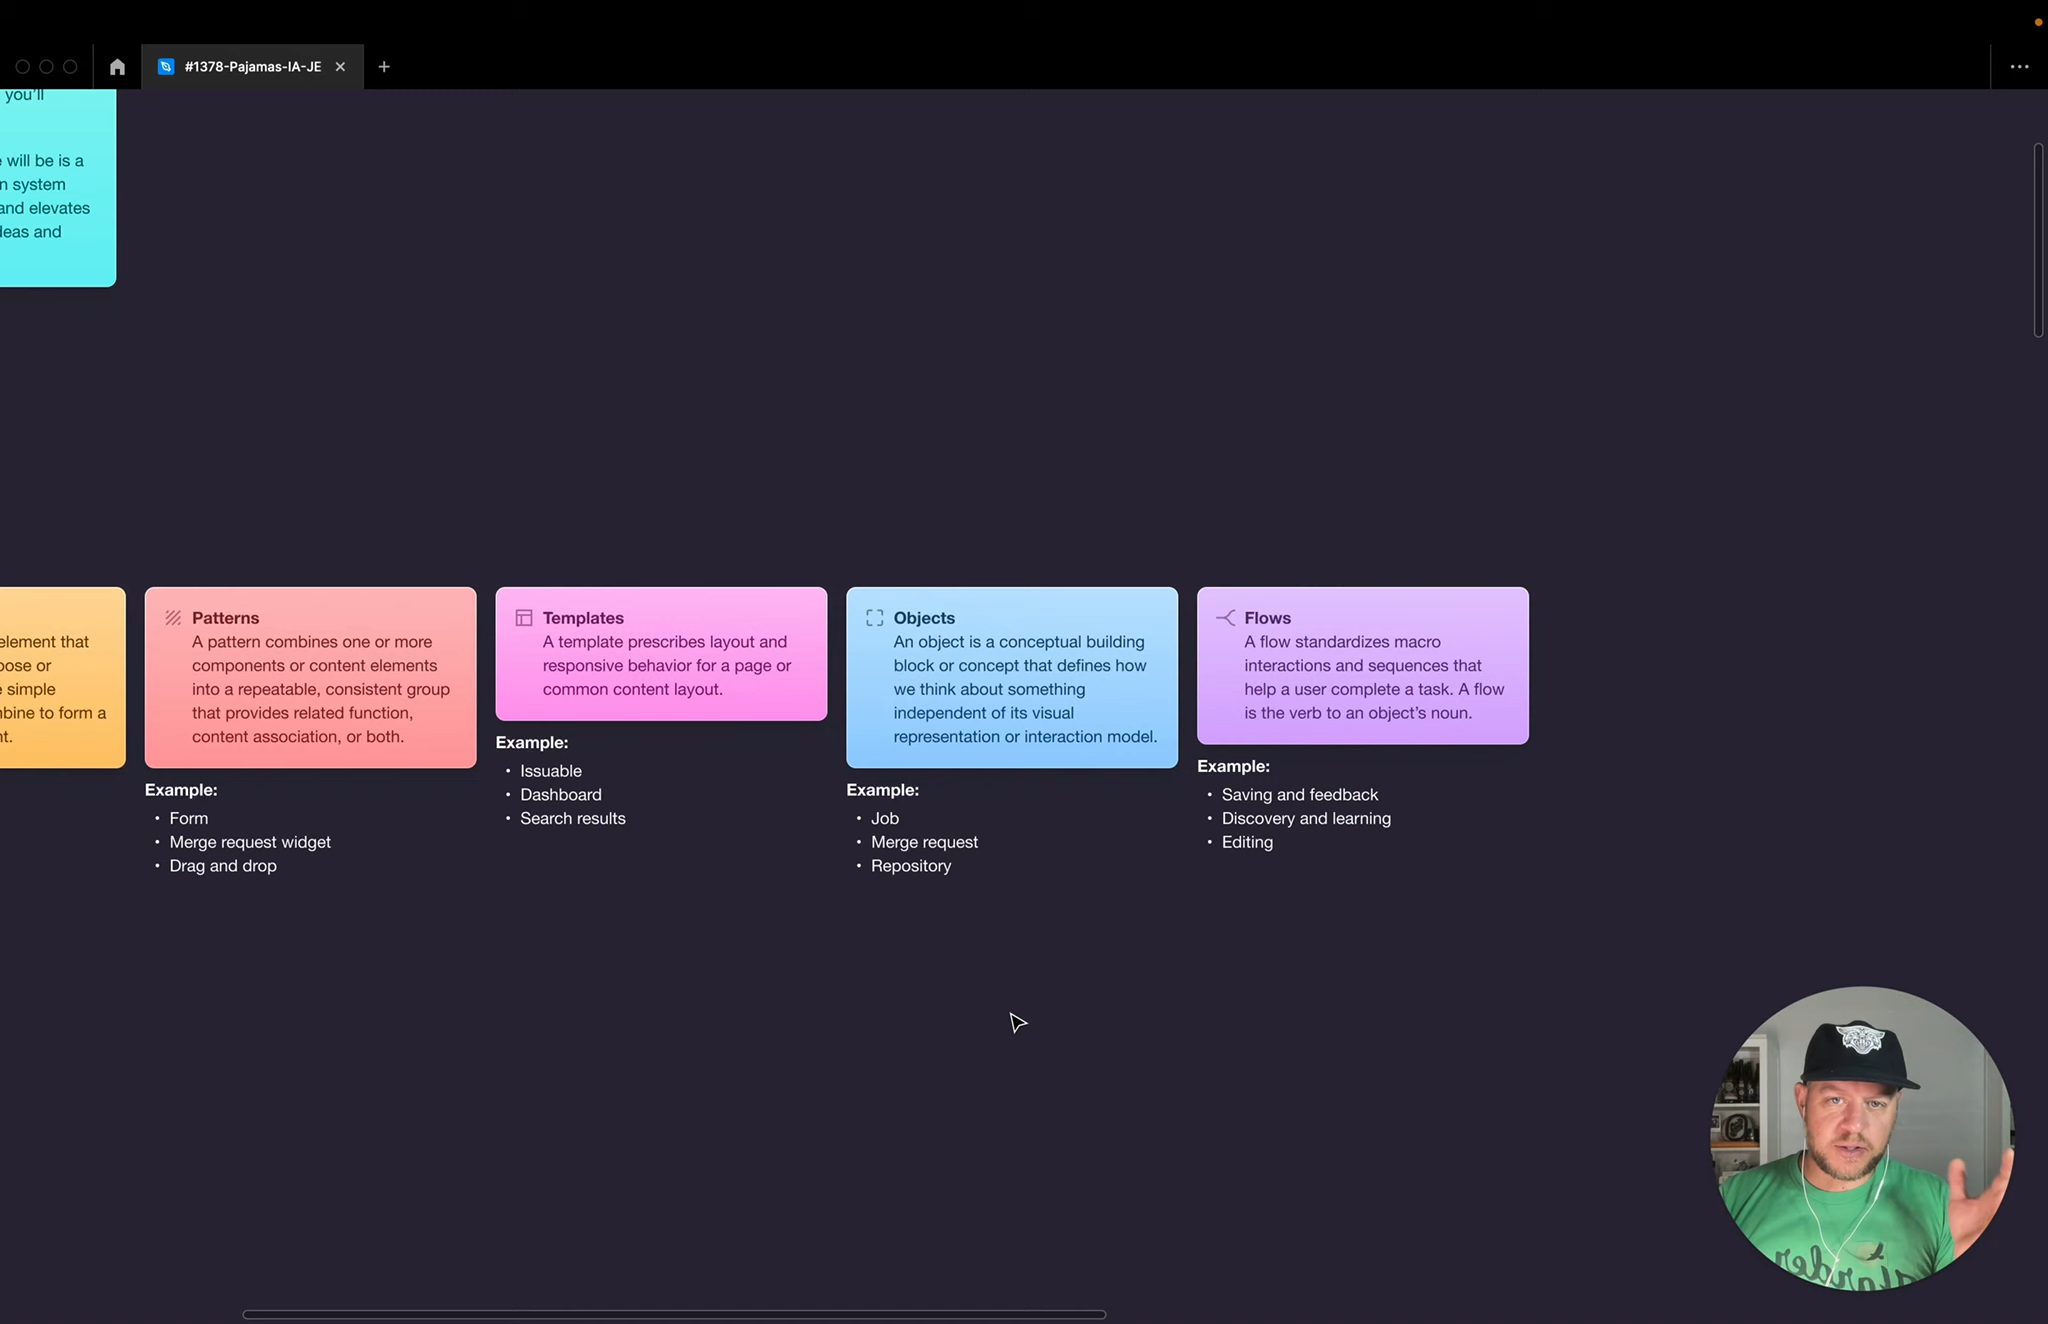 #1378-Pajamas-IA-JE
you'll
will be is a
n system
and elevates
deas and
element that
pose or
simple
nbine to form a
nt.
Patterns
A pattern combines one or more
components or content elements
into a repeatable, consistent group
that provides related function,
content association, or both.
Example:
• Form
• Merge request widget
• Drag and drop
Templates
A template prescribes layout and
responsive behavior for a page or
common content layout.
Example:
• Issuable
• Dashboard
• Search results
Objects
An object is a conceptual building
block or concept that defines how
we think about something
independent of its visual
representation or interaction model.
Example:
• Job
• Merge request
• Repository
Flows
A flow standardizes macro
interactions and sequences that
help a user complete a task. A flow
is the verb to an object's noun.
Example:
• Saving and feedback
• Discovery and learning
• Editing